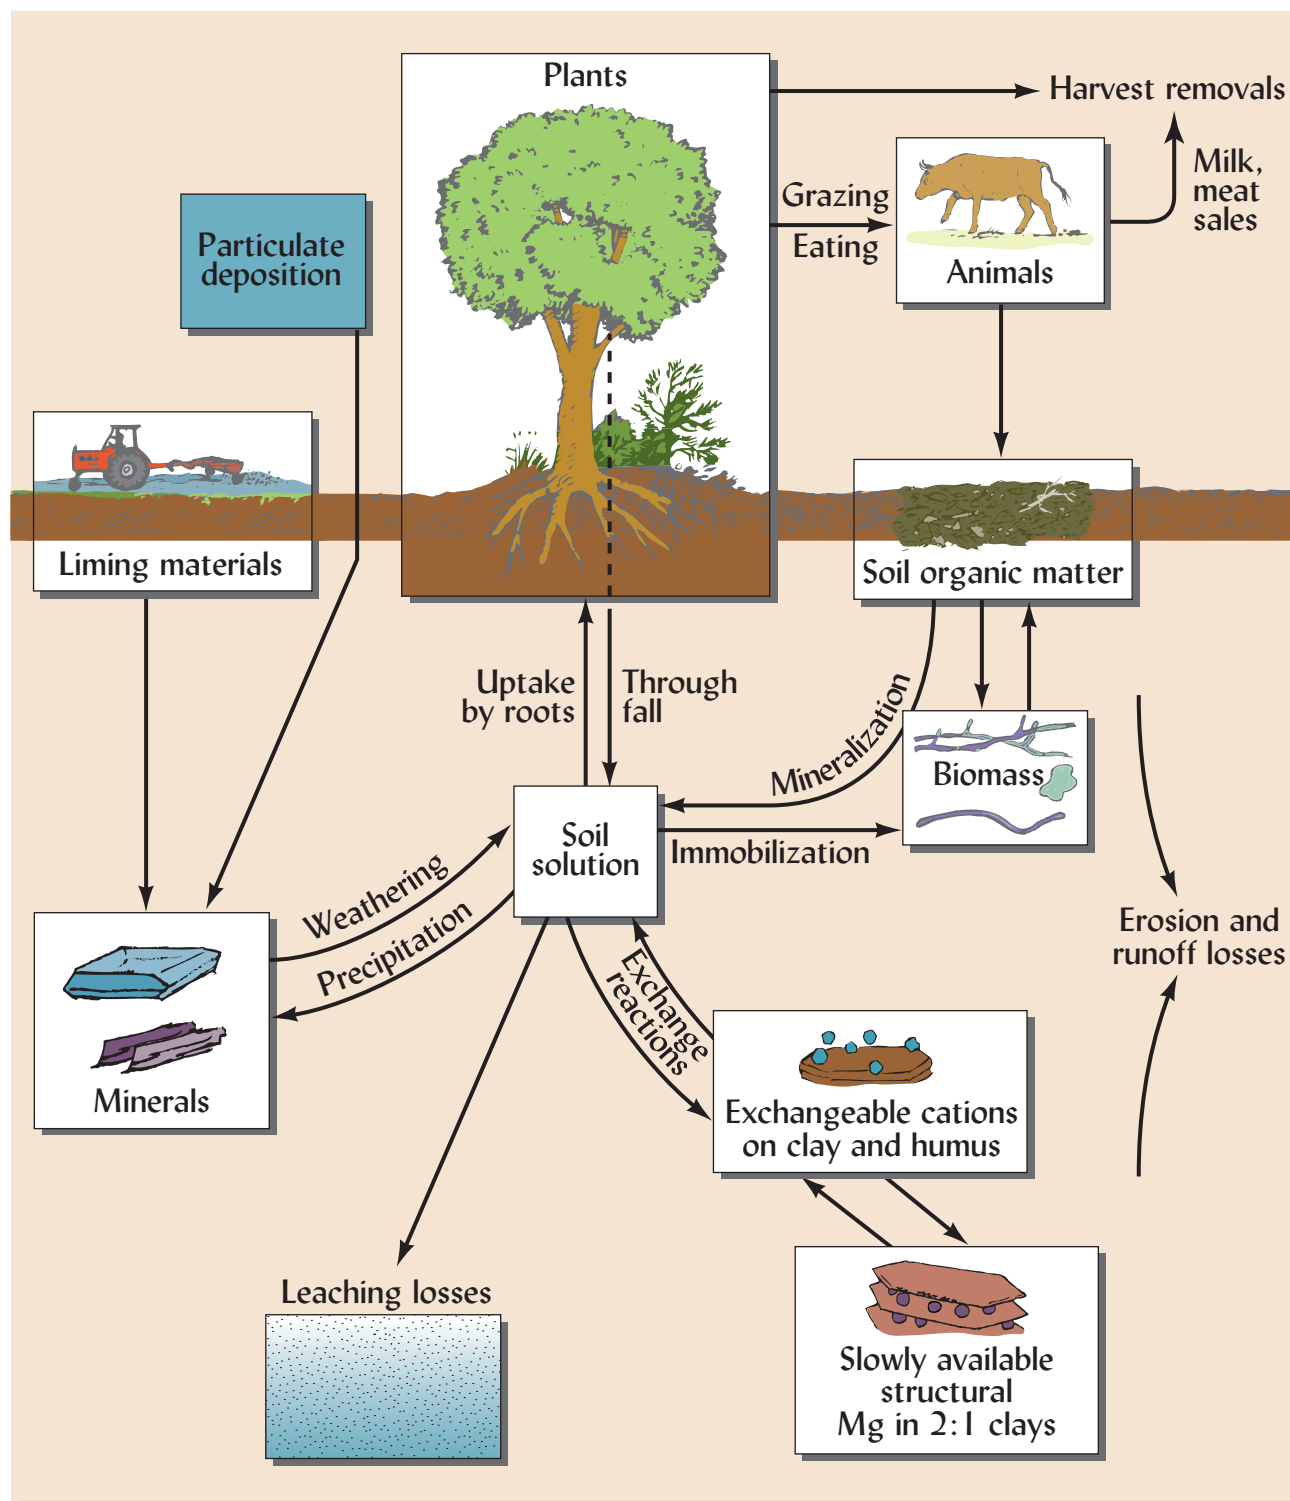 Plants
Harvest removals
Milk,
meat
sales
Grazing
Eating
Animals
Particulate
deposition
Liming materials
Soil organic matter
Uptake
by roots
Through
fall
Mineralization
Biomass
Soil
solution
Immobilization
Weathering
Precipitation
Erosion and
runoff losses
Exchange
reactions
Minerals
Exchangeable cations
on clay and humus
Leaching losses
Slowly available
structural
Mg in 2:1 clays